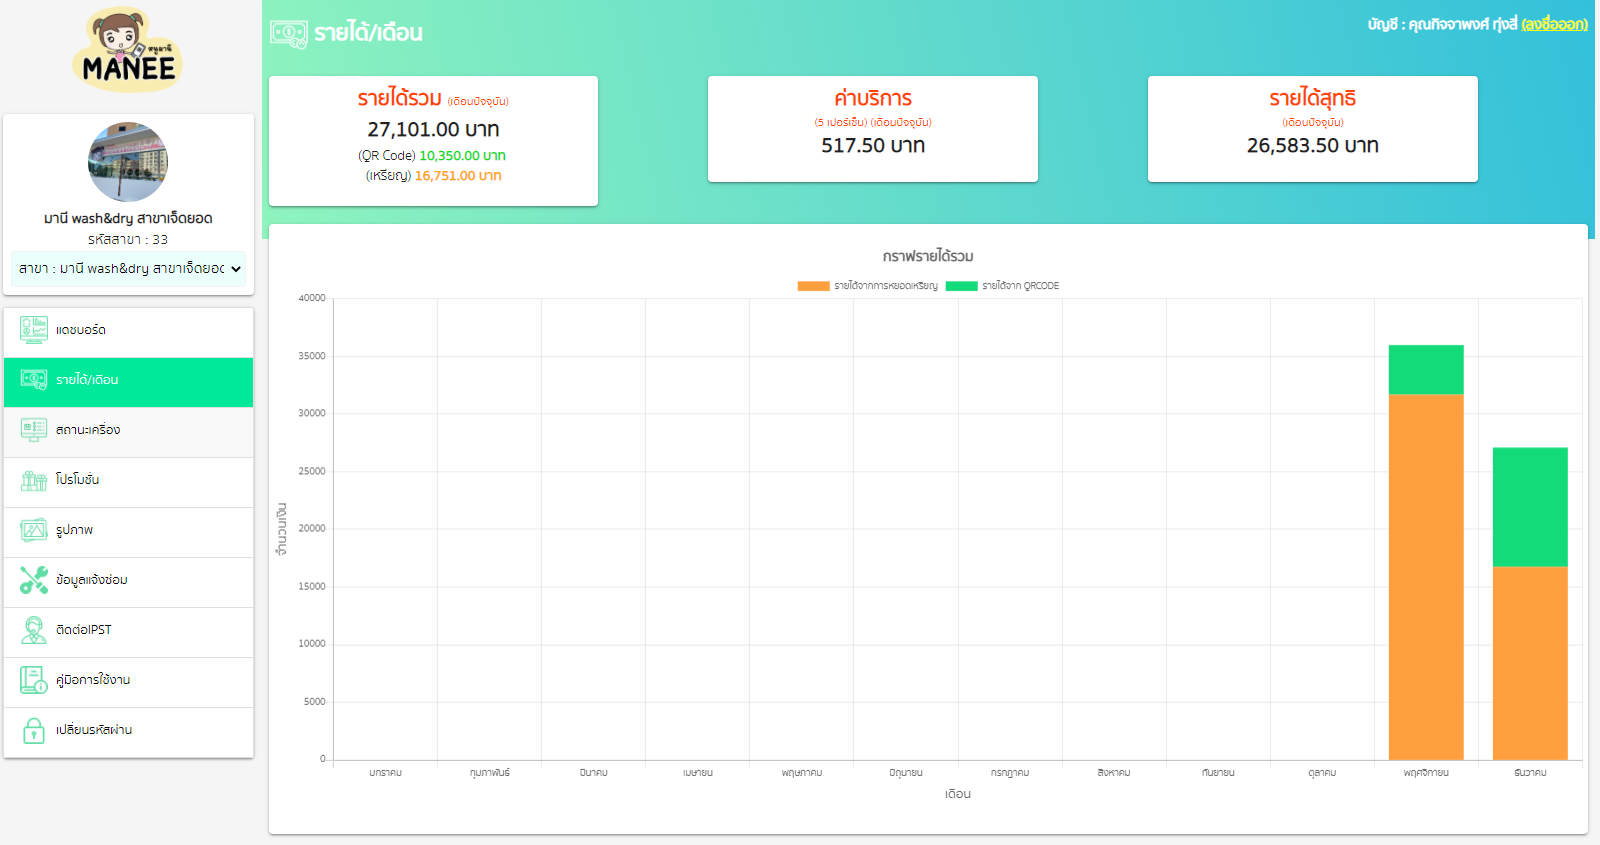 หนูมานี
MANEE
มานี wash&dry สาขาเจ็ดยอด
รหัสสาขา : 33
สาขา : มานี wash&dry สาขาเจ็ดยอด
แดชบอร์ด
รายได้/เดือน
สถานะเครื่อง
โปรโมชั่น
รูปภาพ
ข้อมูลแจ้งซ่อม
ติดต่อIPST
คู่มือการใช้งาน
เปลี่ยนรหัสผ่าน
รายได้/เดือน
บัญชี : คุณกิจจาพงศ์ ทุ่งสี่ (ลงชื่อออก)
รายได้รวม (เดือนปัจจุบัน)
27,101.00 บาท
(QR Code) 10,350.00 บาท
(เหรียญ) 16,751.00 บาท
ค่าบริการ
(5 เปอร์เซ็น) (เดือนปัจจุบัน)
517.50 บาท
รายได้สุทธิ
(เดือนปัจจุบัน)
26,583.50 บาท
กราฟรายได้รวม
รายได้จากการหยอดเหรียญ รายได้จาก QRCODE
40000
35000
30000
25000
20000
15000
10000
5000
0
จำนวนเงิน
มกราคม กุมภาพันธ์ มีนาคม เมษายน พฤษภาคม มิถุนายน กรกฎาคม สิงหาคม กันยายน ตุลาคม พฤศจิกายน ธันวาคม
เดือน